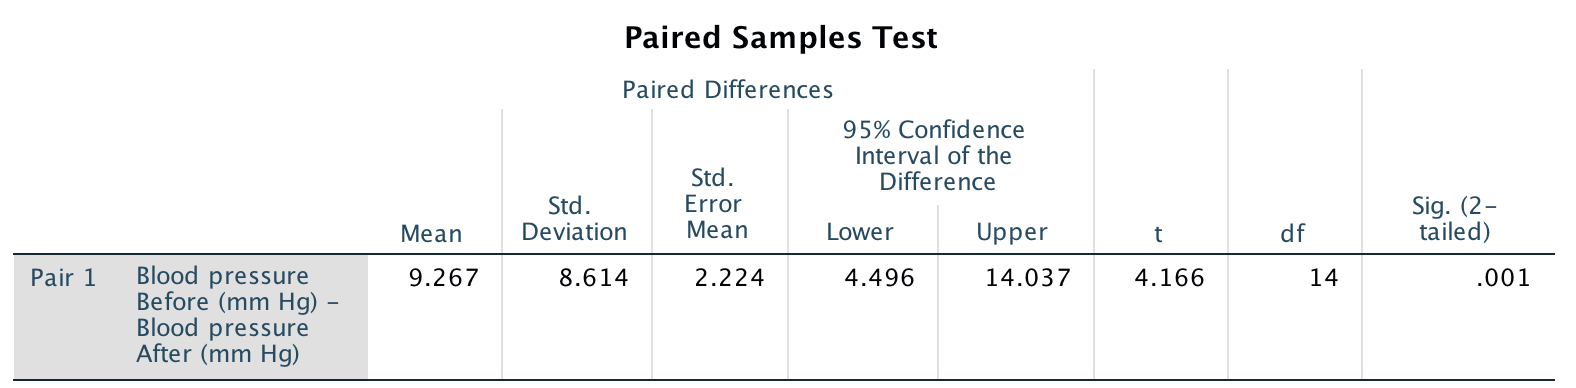 Paired Samples Test
Paired Differences
95% Confidence
Interval of the
Difference
Mean
Std.
Deviation
Std.
Error
Mean
Lower
Upper
t
df
Sig. (2-
tailed)
Pair 1
Blood pressure
Before (mm Hg) -
Blood pressure
After (mm Hg)
9.267 8.614 2.224 4.496 14.037 4.166 14 .001